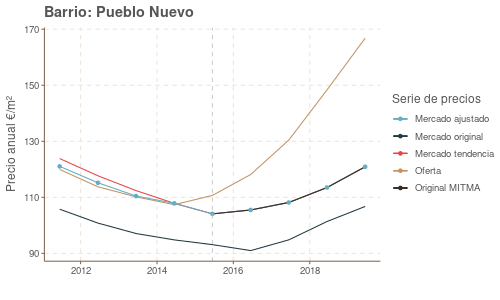 Barrio: Pueblo Nuevo
Precio anual €/m²
170
150
130
110
90
2012
2014
2016
2018
Serie de precios
Mercado ajustado
Mercado original
Mercado tendencia
Oferta
Original MITMA